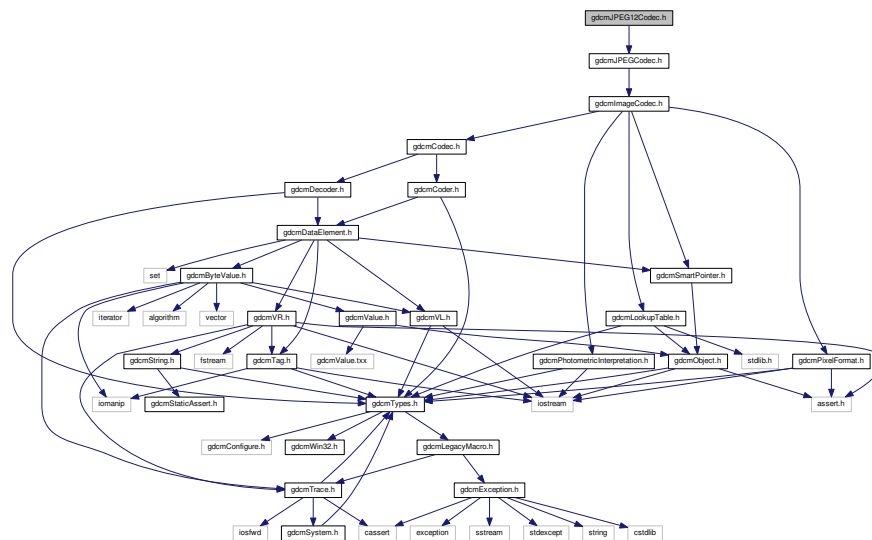 gdcmJPEG12Codec.h
gdcmJPEGCodec.h
gdcmImageCodec.h
gdcmCodec.h
gdcmDecoder.h
gdcmCoder.h
gdcmDataElement.h
set
gdcmByteValue.h
gdcmSmartPointer.h
iterator
algorithm
vector
gdcmVR.h
gdcmValue.h
gdcmVL.h
gdcmLookupTable.h
gdcmString.h
fstream
gdcmTag.h
gdcmValue.txx
gdcmPhotometricInterpretation.h
gdcmObject.h
stdlib.h
gdcmPixelFormat.h
iomanip
gdcmStaticAssert.h
gdcmTypes.h
iostream
assert.h
gdcmConfigure.h
gdcmWin32.h
gdcmLegacyMacro.h
gdcmTrace.h
gdcmException.h
iosfwd
gdcmSystem.h
cassert
exception
sstream
stdexcept
string
cstdlib